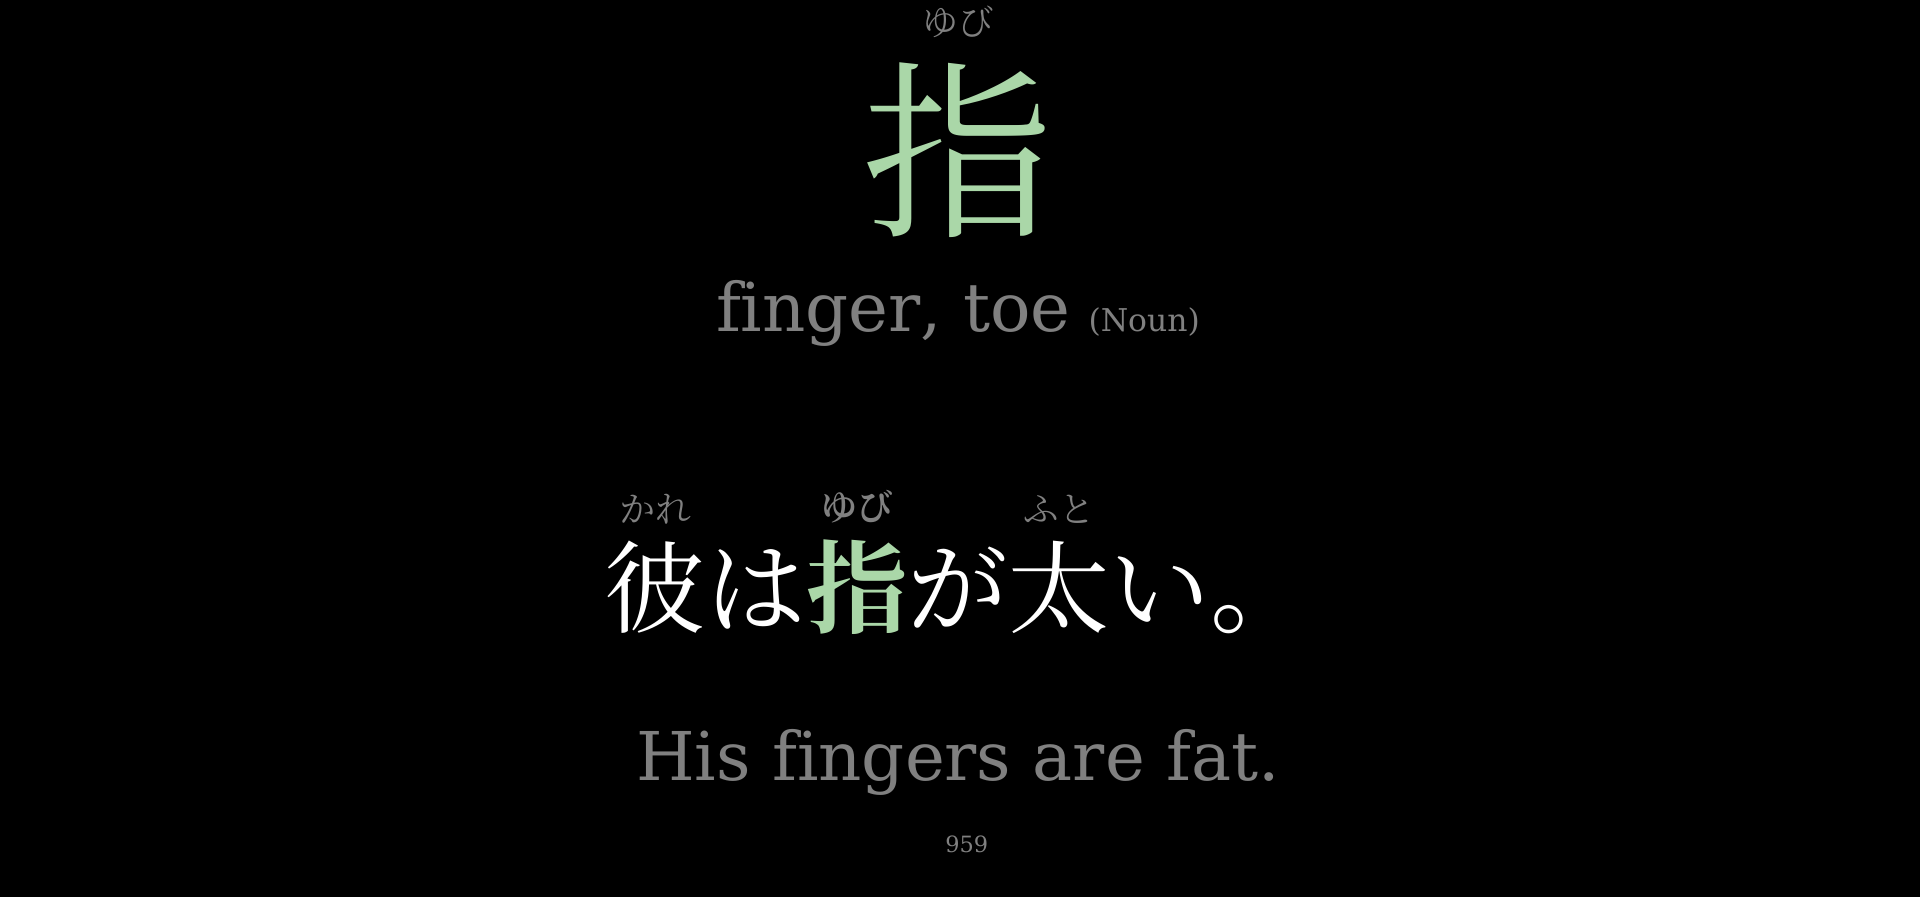 ゆび
指
finger, toe (Noun)
かれ ゆび ふと
彼は指が太い。
His fingers are fat.
959